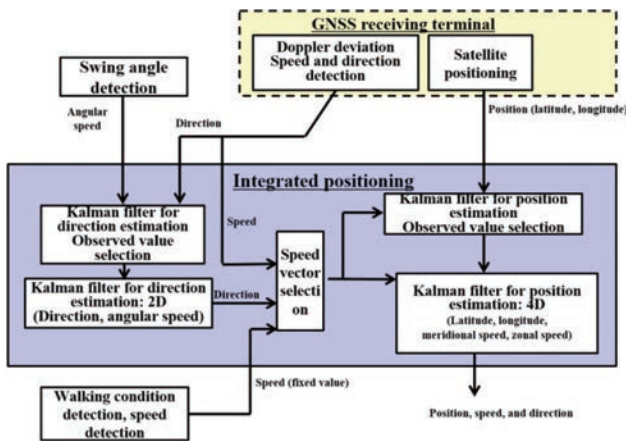 GNSS receiving terminal
Doppler deviation
Speed and direction
detection
Satellite
positioning
Swing angle
detection
Angular
speed
Direction
Position (latitude, longitude)
Integrated positioning
Kalman filter for
direction estimation
Observed value
selection
Speed
Kalman filter for position
estimation
Observed value selection
Speed
vector
selecti
on
Kalman filter for direction
estimation: 2D
(Direction, angular speed)
Direction
Kalman filter for position
estimation: 4D
(Latitude, longitude,
meridional speed, zonal speed)
Speed (fixed value)
Walking condition
detection, speed
detection
Position, speed, and direction